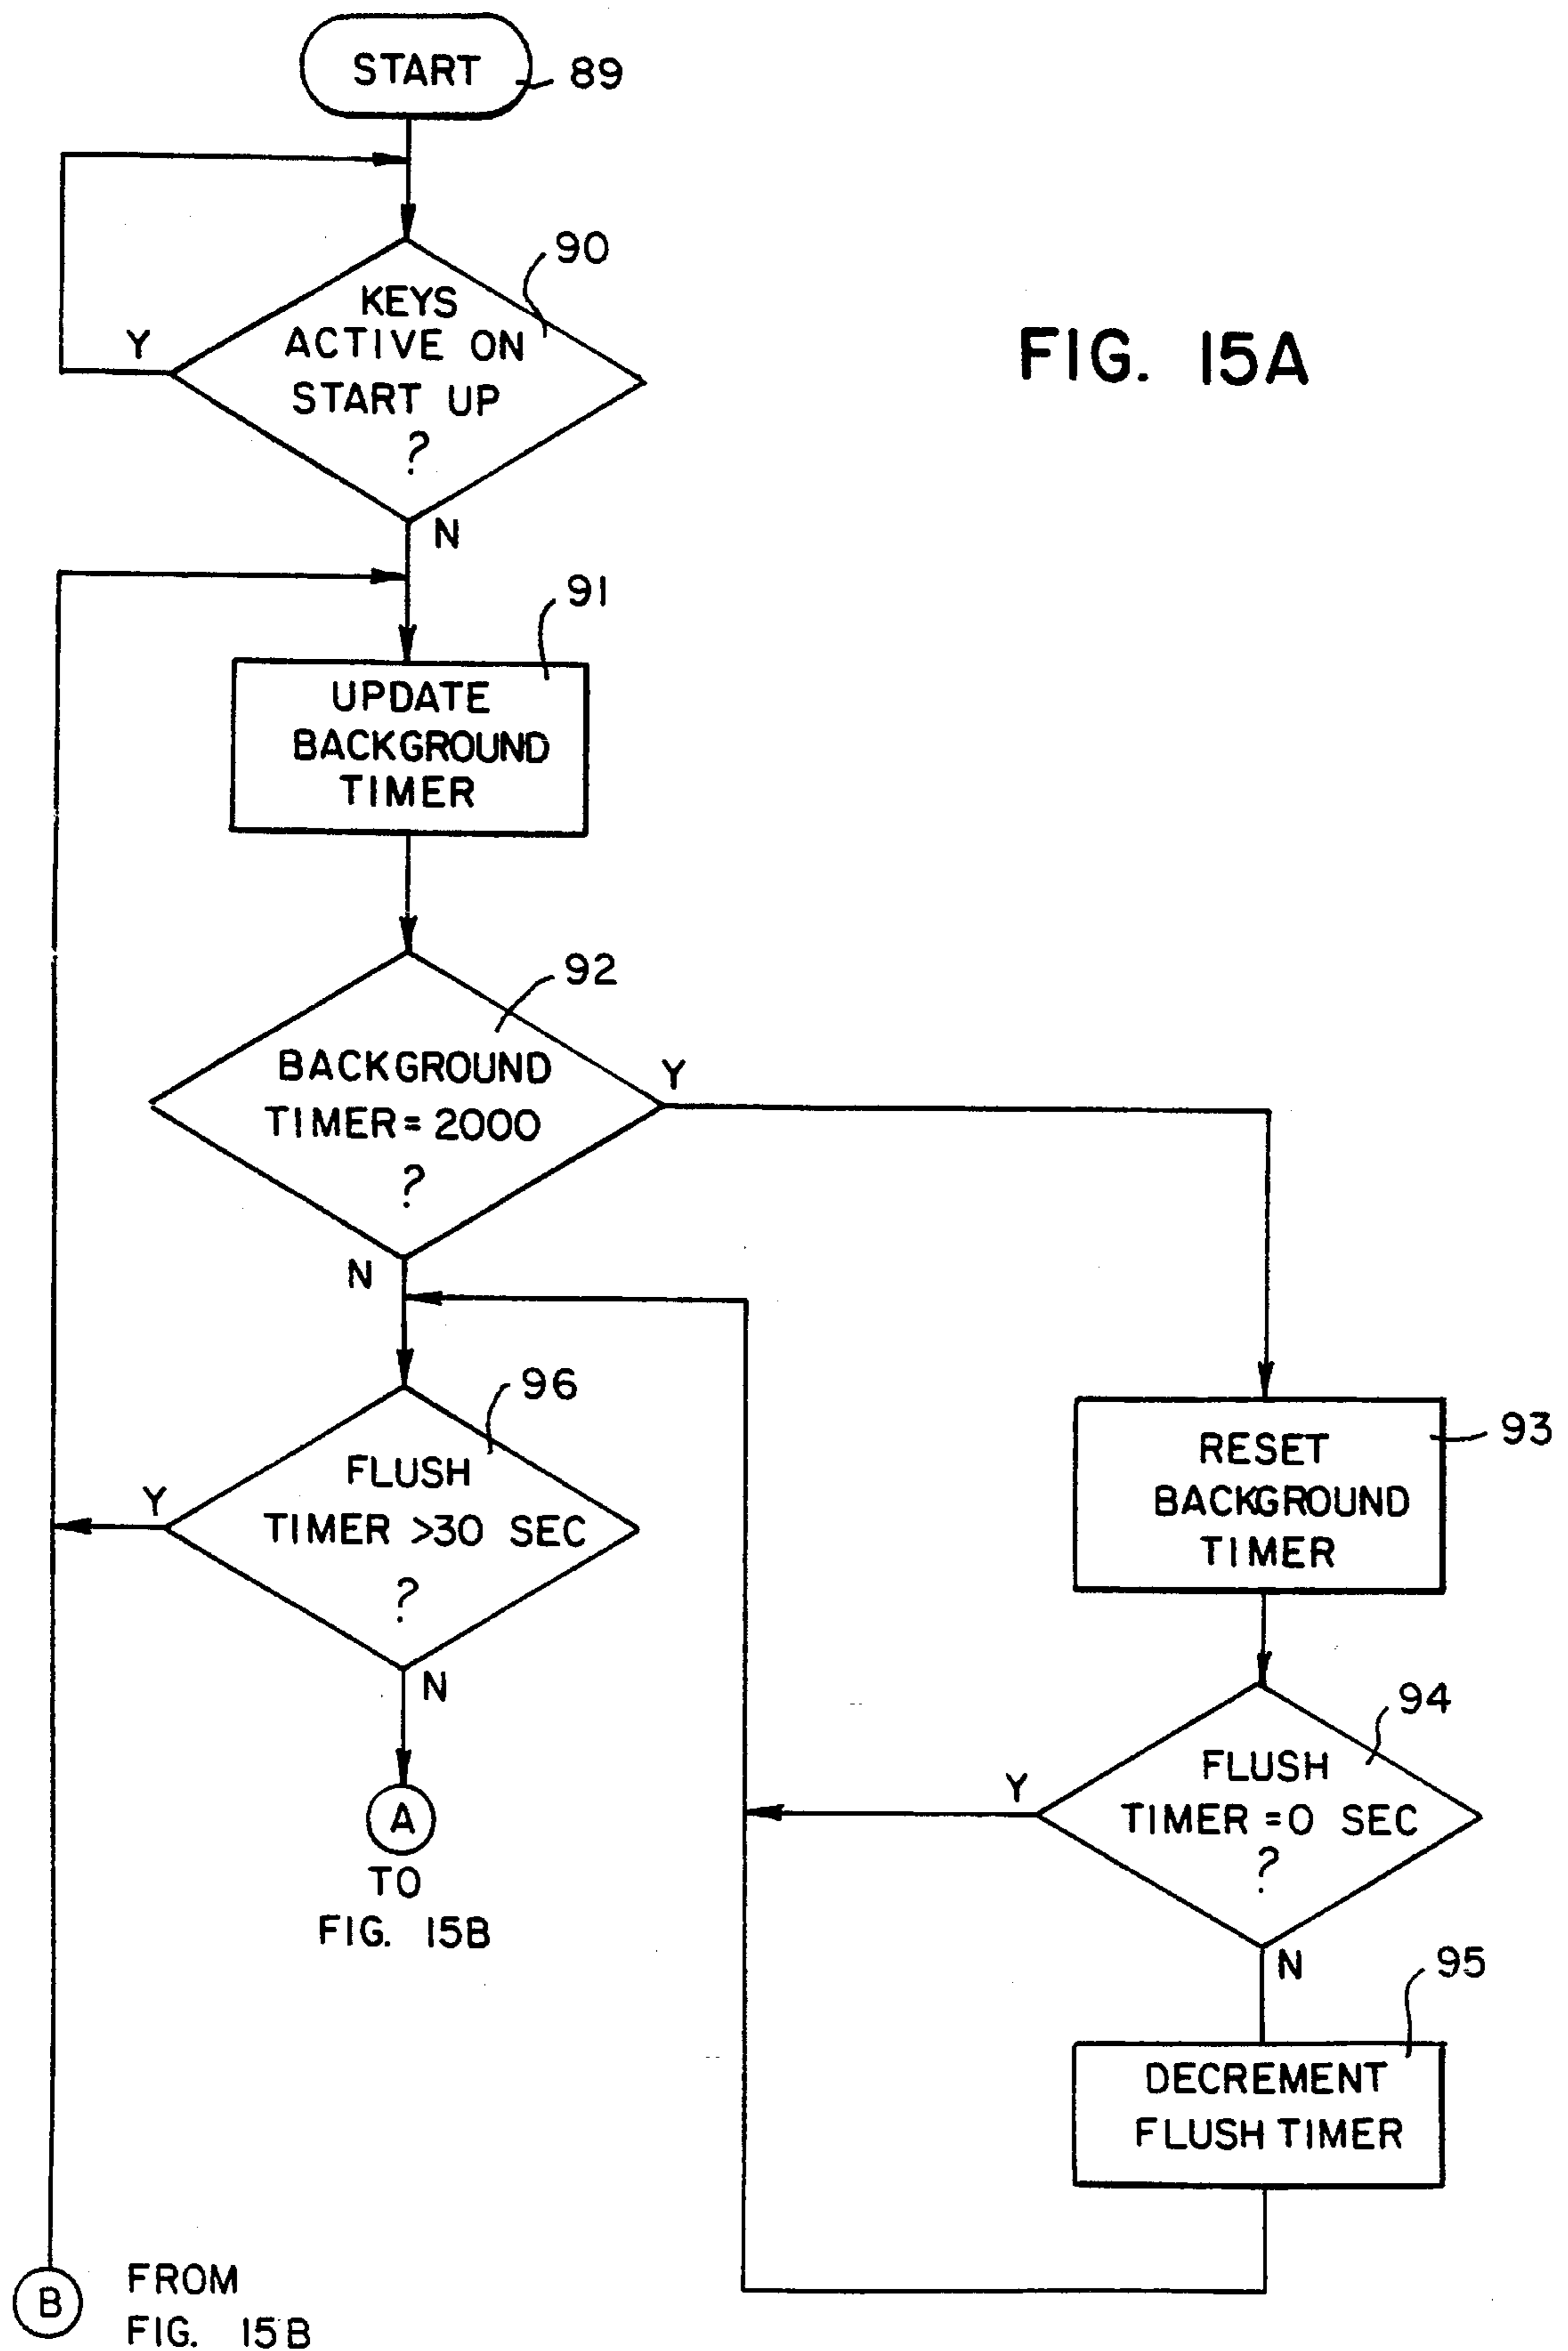 START
89
90
KEYS
ACTIVE ON
START UP
?
Y
N
FIG. 15A
91
UPDATE
BACKGROUND
TIMER
92
BACKGROUND
TIMER=2000
?
Y
N
96
FLUSH
TIMER >30 SEC
?
Y
N
A
TO
FIG. 15B
93
RESET
BACKGROUND
TIMER
94
FLUSH
TIMER =0 SEC
?
Y
N
95
DECREMENT
FLUSH TIMER
B
FROM
FIG. 15B